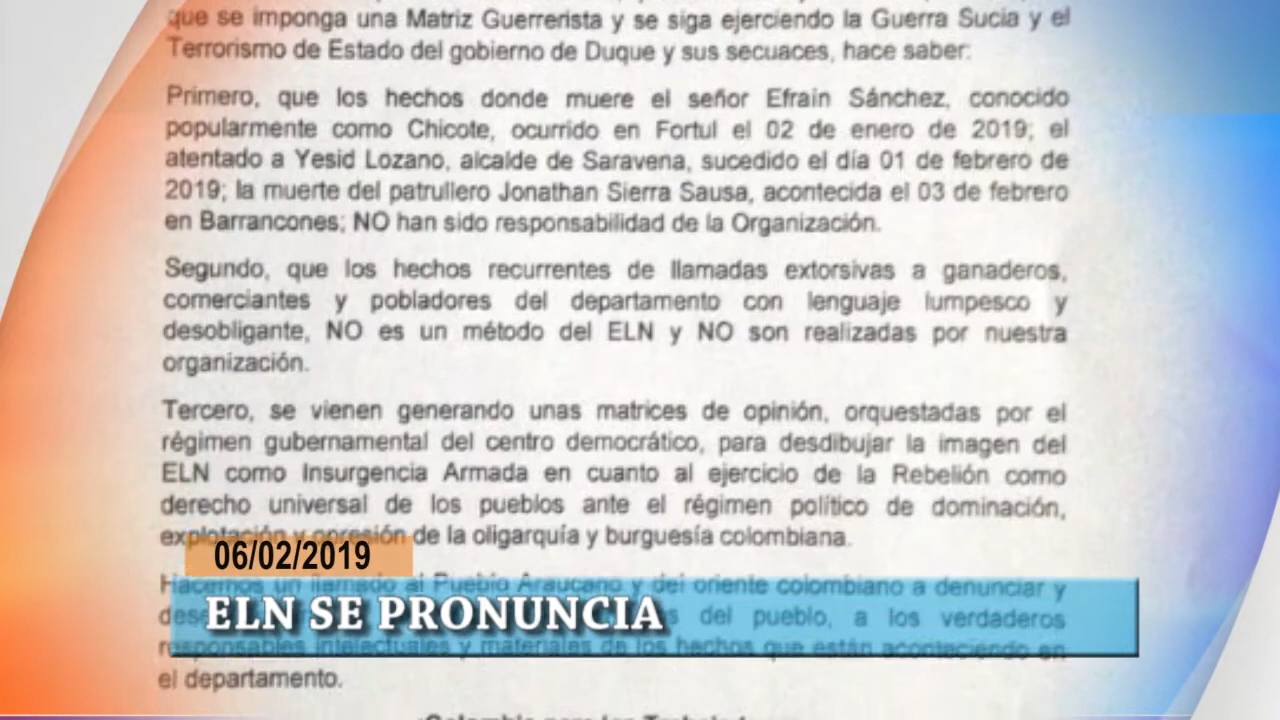 que se imponga una Matriz Guerrerista y se siga ejerciendo la Guerra Sucia y el
Terrorismo de Estado del gobierno de Duque y sus secuaces, hace saber:
Primero, que los hechos donde muere el señor Efraín Sánchez, conocido
popularmente como Chicote, ocurrido en Fortul el 02 de enero de 2019; el
atentado a Yesid Lozano, alcalde de Saravena, sucedido el día 01 de febrero de
2019; la muerte del patrullero Jonathan Sierra Sausa, acontecida el 03 de febrero
en Barrancones; NO han sido responsabilidad de la Organización.
Segundo, que los hechos recurrentes de llamadas extorsivas a ganaderos,
comerciantes y pobladores del departamento con lenguaje lumpesco y
desobligante, NO es un método del ELN y NO son realizadas por nuestra
organización.
Tercero, se vienen generando unas matrices de opinión, orquestadas por el
régimen gubernamental del centro democrático, para desdibujar la imagen del
ELN como Insurgencia Armada en cuanto al ejercicio de la Rebelión como
derecho universal de los pueblos ante el régimen político de dominación,
explotación y opresión de la oligarquía y burguesía colombiana.
06/02/2019
Hacemos un llamado al Pueblo Araucano y del oriente colombiano a denunciar y
del pueblo, a los verdaderos
ELN SE PRONUNCIA
responsables intelectuales y materiales de los hechos que están aconteciendo en
el departamento.